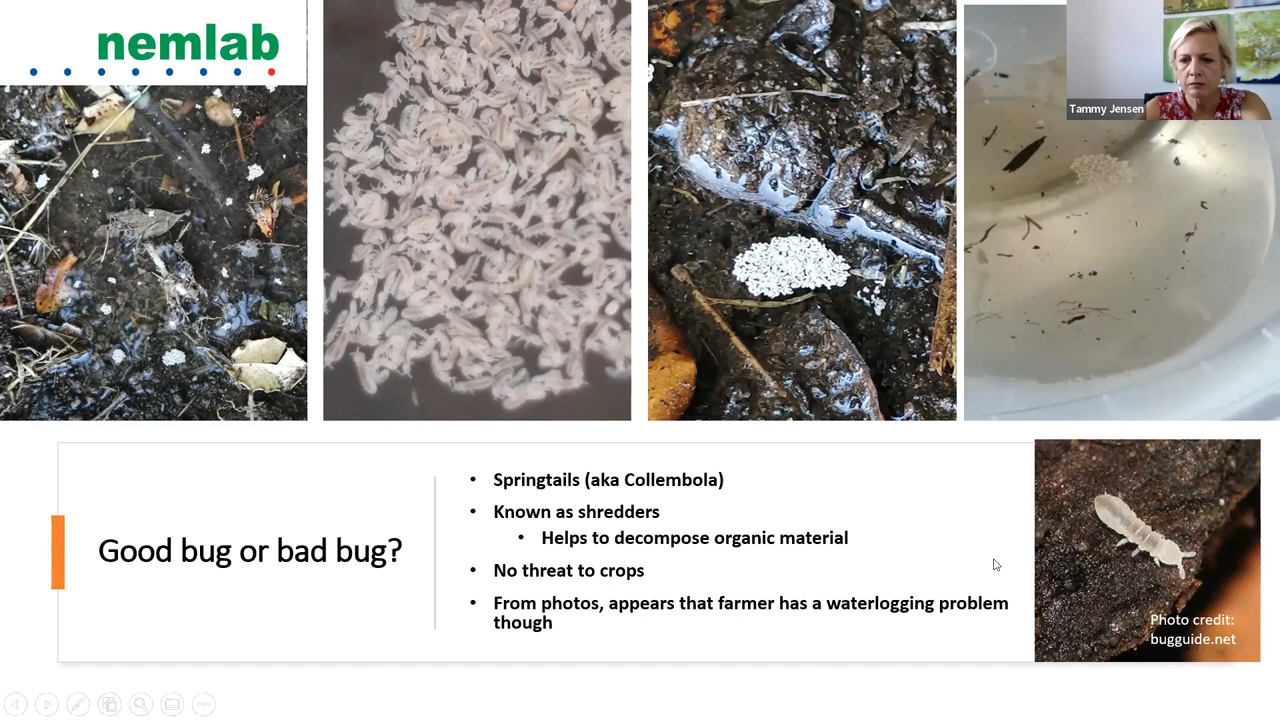 nemlab
Tammy Jensen
Good bug or bad bug?
• Springtails (aka Collembola)
• Known as shredders
• Helps to decompose organic material
• No threat to crops
• From photos, appears that farmer has a waterlogging problem
though
Photo credit:
bugguide.net